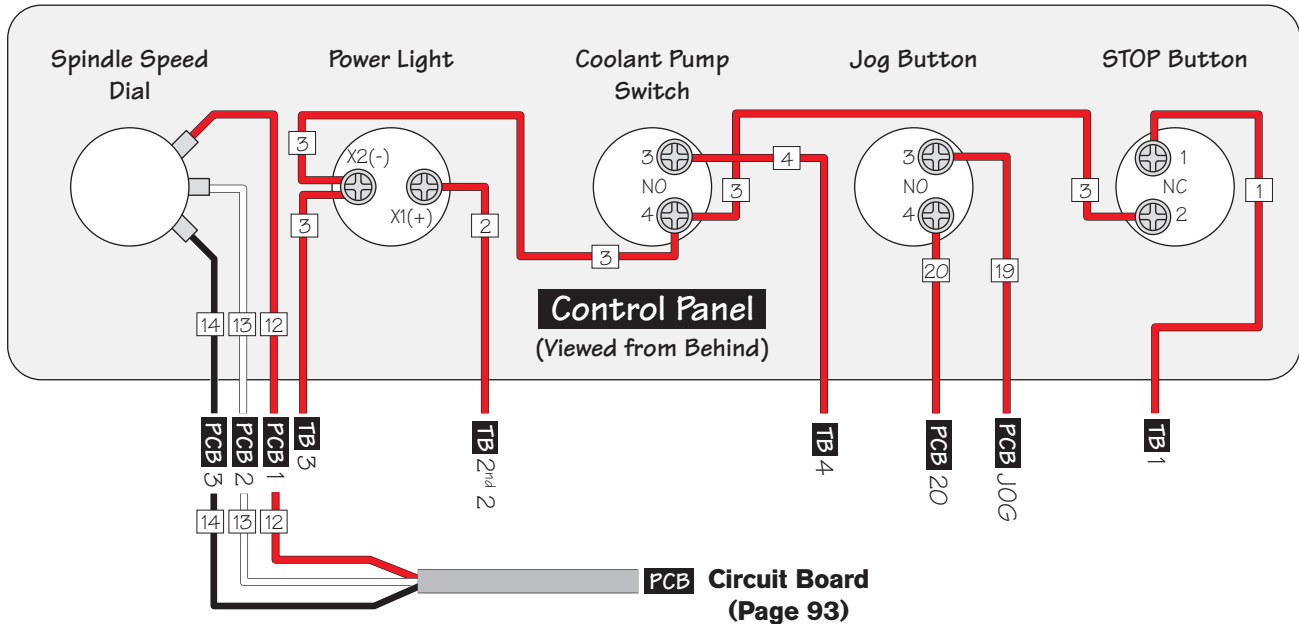 Spindle Speed
Dial
Power Light
Coolant Pump
Switch
Jog Button
STOP Button
3
X2(-)
X1(+)
3
2
3
3
NO
4
4
3
3
NO
4
20
19
3
1
NC
2
1
14
13
12
Control Panel
(Viewed from Behind)
PCB 3
PCB 2
PCB 1
TB 3
TB 2nd 2
TB 4
PCB 20
PCB JOG
TB 1
14
13
12
PCB Circuit Board
(Page 93)